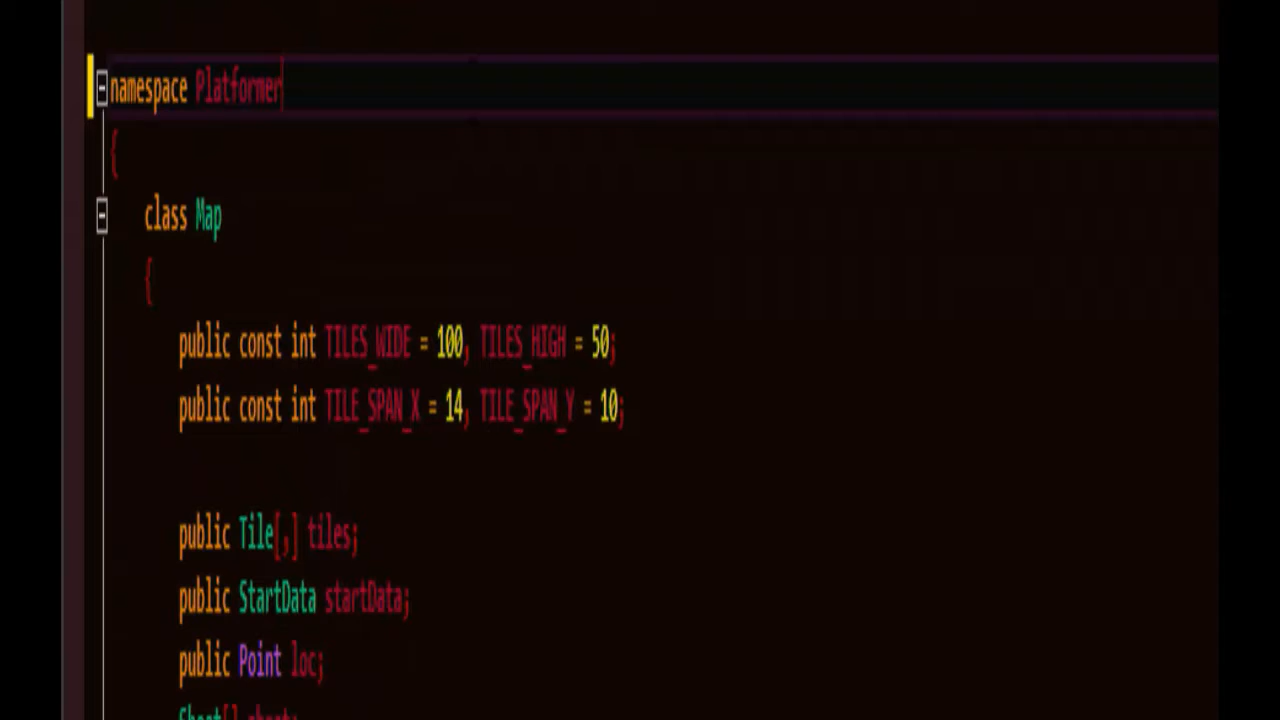 namespace Platformer
{
class Map
{
public const int TILES_WIDE = 100, TILES_HIGH = 50;
public const int TILE_SPAN_X = 14, TILE_SPAN_Y = 10;
public Tile[,] tiles;
public StartData startData;
public Point loc;